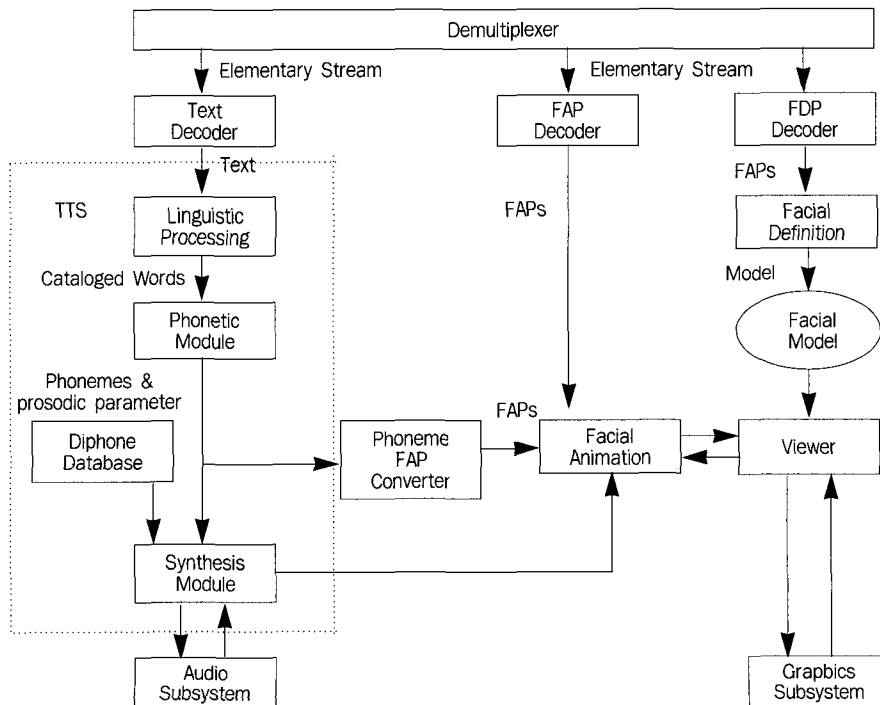 Demultiplexer
Elementary Stream
Elementary Stream
Text
Decoder
FAP
Decoder
FDP
Decoder
Text
FAPs
TTS
Linguistic
Processing
FAPs
Facial
Definition
Cataloged Words
Model
Phonetic
Module
Facial
Model
Phonemes &
prosodic parameter
FAPs
Diphone
Database
Phoneme
FAP
Converter
Facial
Animation
Viewer
Synthesis
Module
Audio
Subsystem
Grapbics
Subsystem